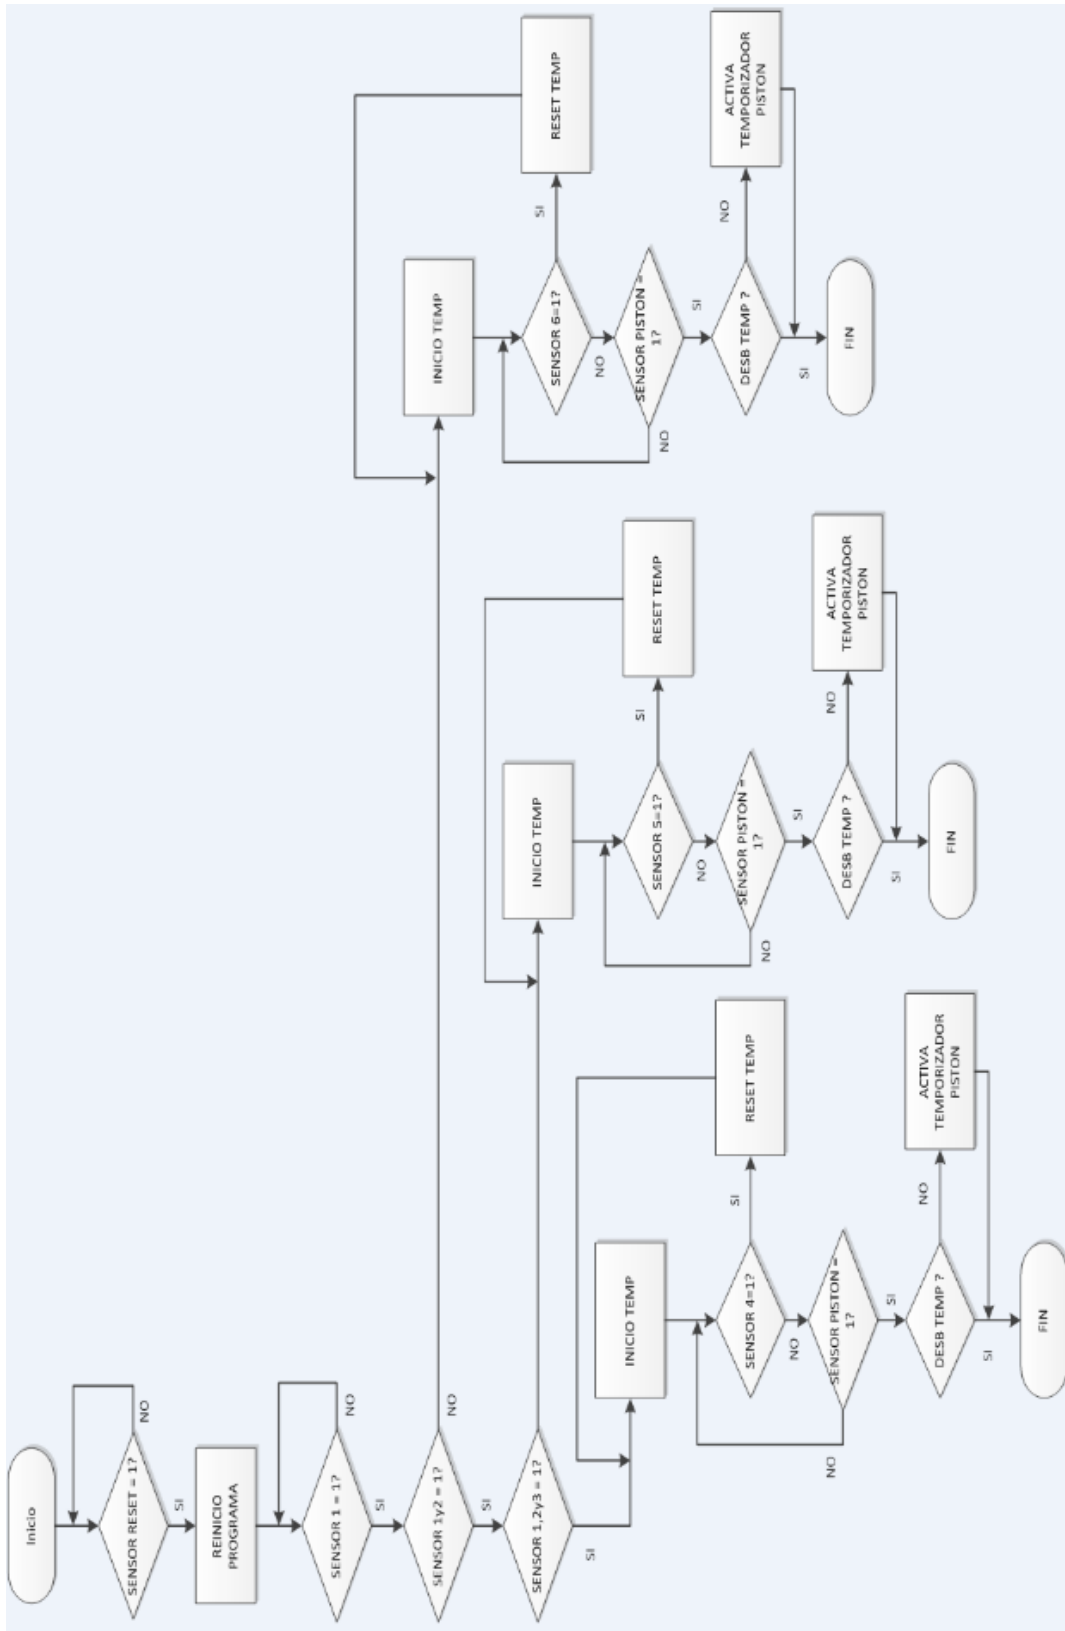 Inicio
SENSOR RESET = 1?
NO
SI
REINICIO
PROGRAMA
SENSOR 1 = 1?
NO
SI
SENSOR 1y2 = 1?
NO
SI
SENSOR 1,2y3 = 1?
SI
INICIO TEMP
SENSOR 4=1?
SI
RESET TEMP
NO
SENSOR PISTON =
1?
NO
SI
DESB TEMP ?
NO
ACTIVA
TEMPORIZADOR
PISTON
SI
FIN
INICIO TEMP
SENSOR 5=1?
SI
RESET TEMP
NO
SENSOR PISTON =
1?
NO
SI
DESB TEMP ?
NO
ACTIVA
TEMPORIZADOR
PISTON
SI
FIN
INICIO TEMP
SENSOR 6=1?
SI
RESET TEMP
NO
SENSOR PISTON =
1?
NO
SI
DESB TEMP ?
NO
ACTIVA
TEMPORIZADOR
PISTON
SI
FIN